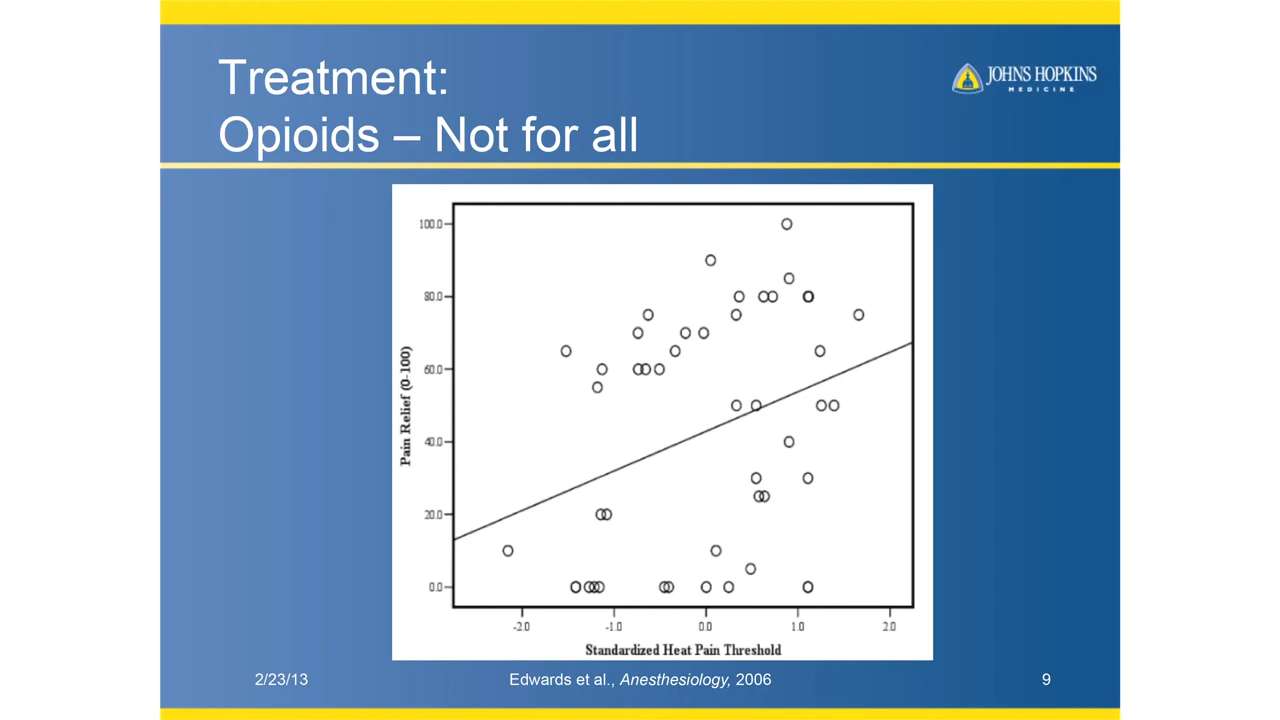 Treatment:
Opioids – Not for all
JOHNS HOPKINS
MEDICINE
100.0
80.0
60.0
40.0
20.0
0.0
Pain Relief (0-100)
-2.0 -1.0 0.0 1.0 2.0
Standardized Heat Pain Threshold
2/23/13 Edwards et al., Anesthesiology, 2006 9